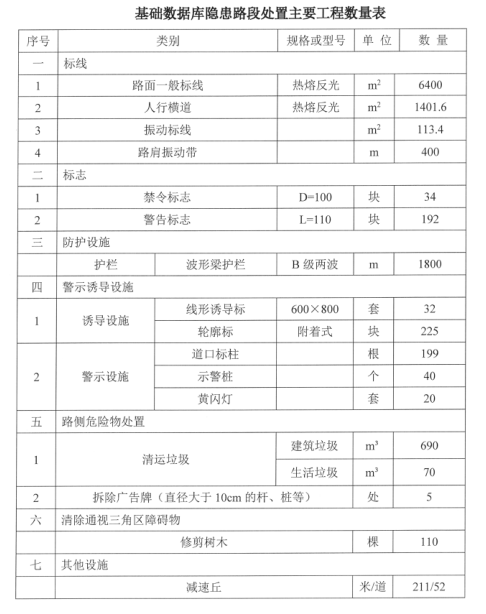 基础数据库隐患路段处置主要工程数量表
序号 类别 规格或型号 单 位 数 量
一 标线
1 路面一般标线 热熔反光 m² 6400
2 人行横道 热熔反光 m² 1401.6
3 振动标线 m² 113.4
4 路肩振动带 m 400
二 标志
1 禁令标志 D=100 块 34
2 警告标志 L=110 块 192
三 防护设施
护栏 波形梁护栏 B 级两波 m 1800
四 警示诱导设施
1 诱导设施 线形诱导标 600×800 套 32
轮廓标 附着式 块 225
2 警示设施 道口标柱 根 199
示警桩 个 40
黄闪灯 套 20
五 路侧危险物处置
1 清运垃圾 建筑垃圾 m³ 690
生活垃圾 m³ 70
2 拆除广告牌（直径大于 10cm 的杆、桩等） 处 5
六 清除通视三角区障碍物
修剪树木 棵 110
七 其他设施
减速丘 米/道 211/52